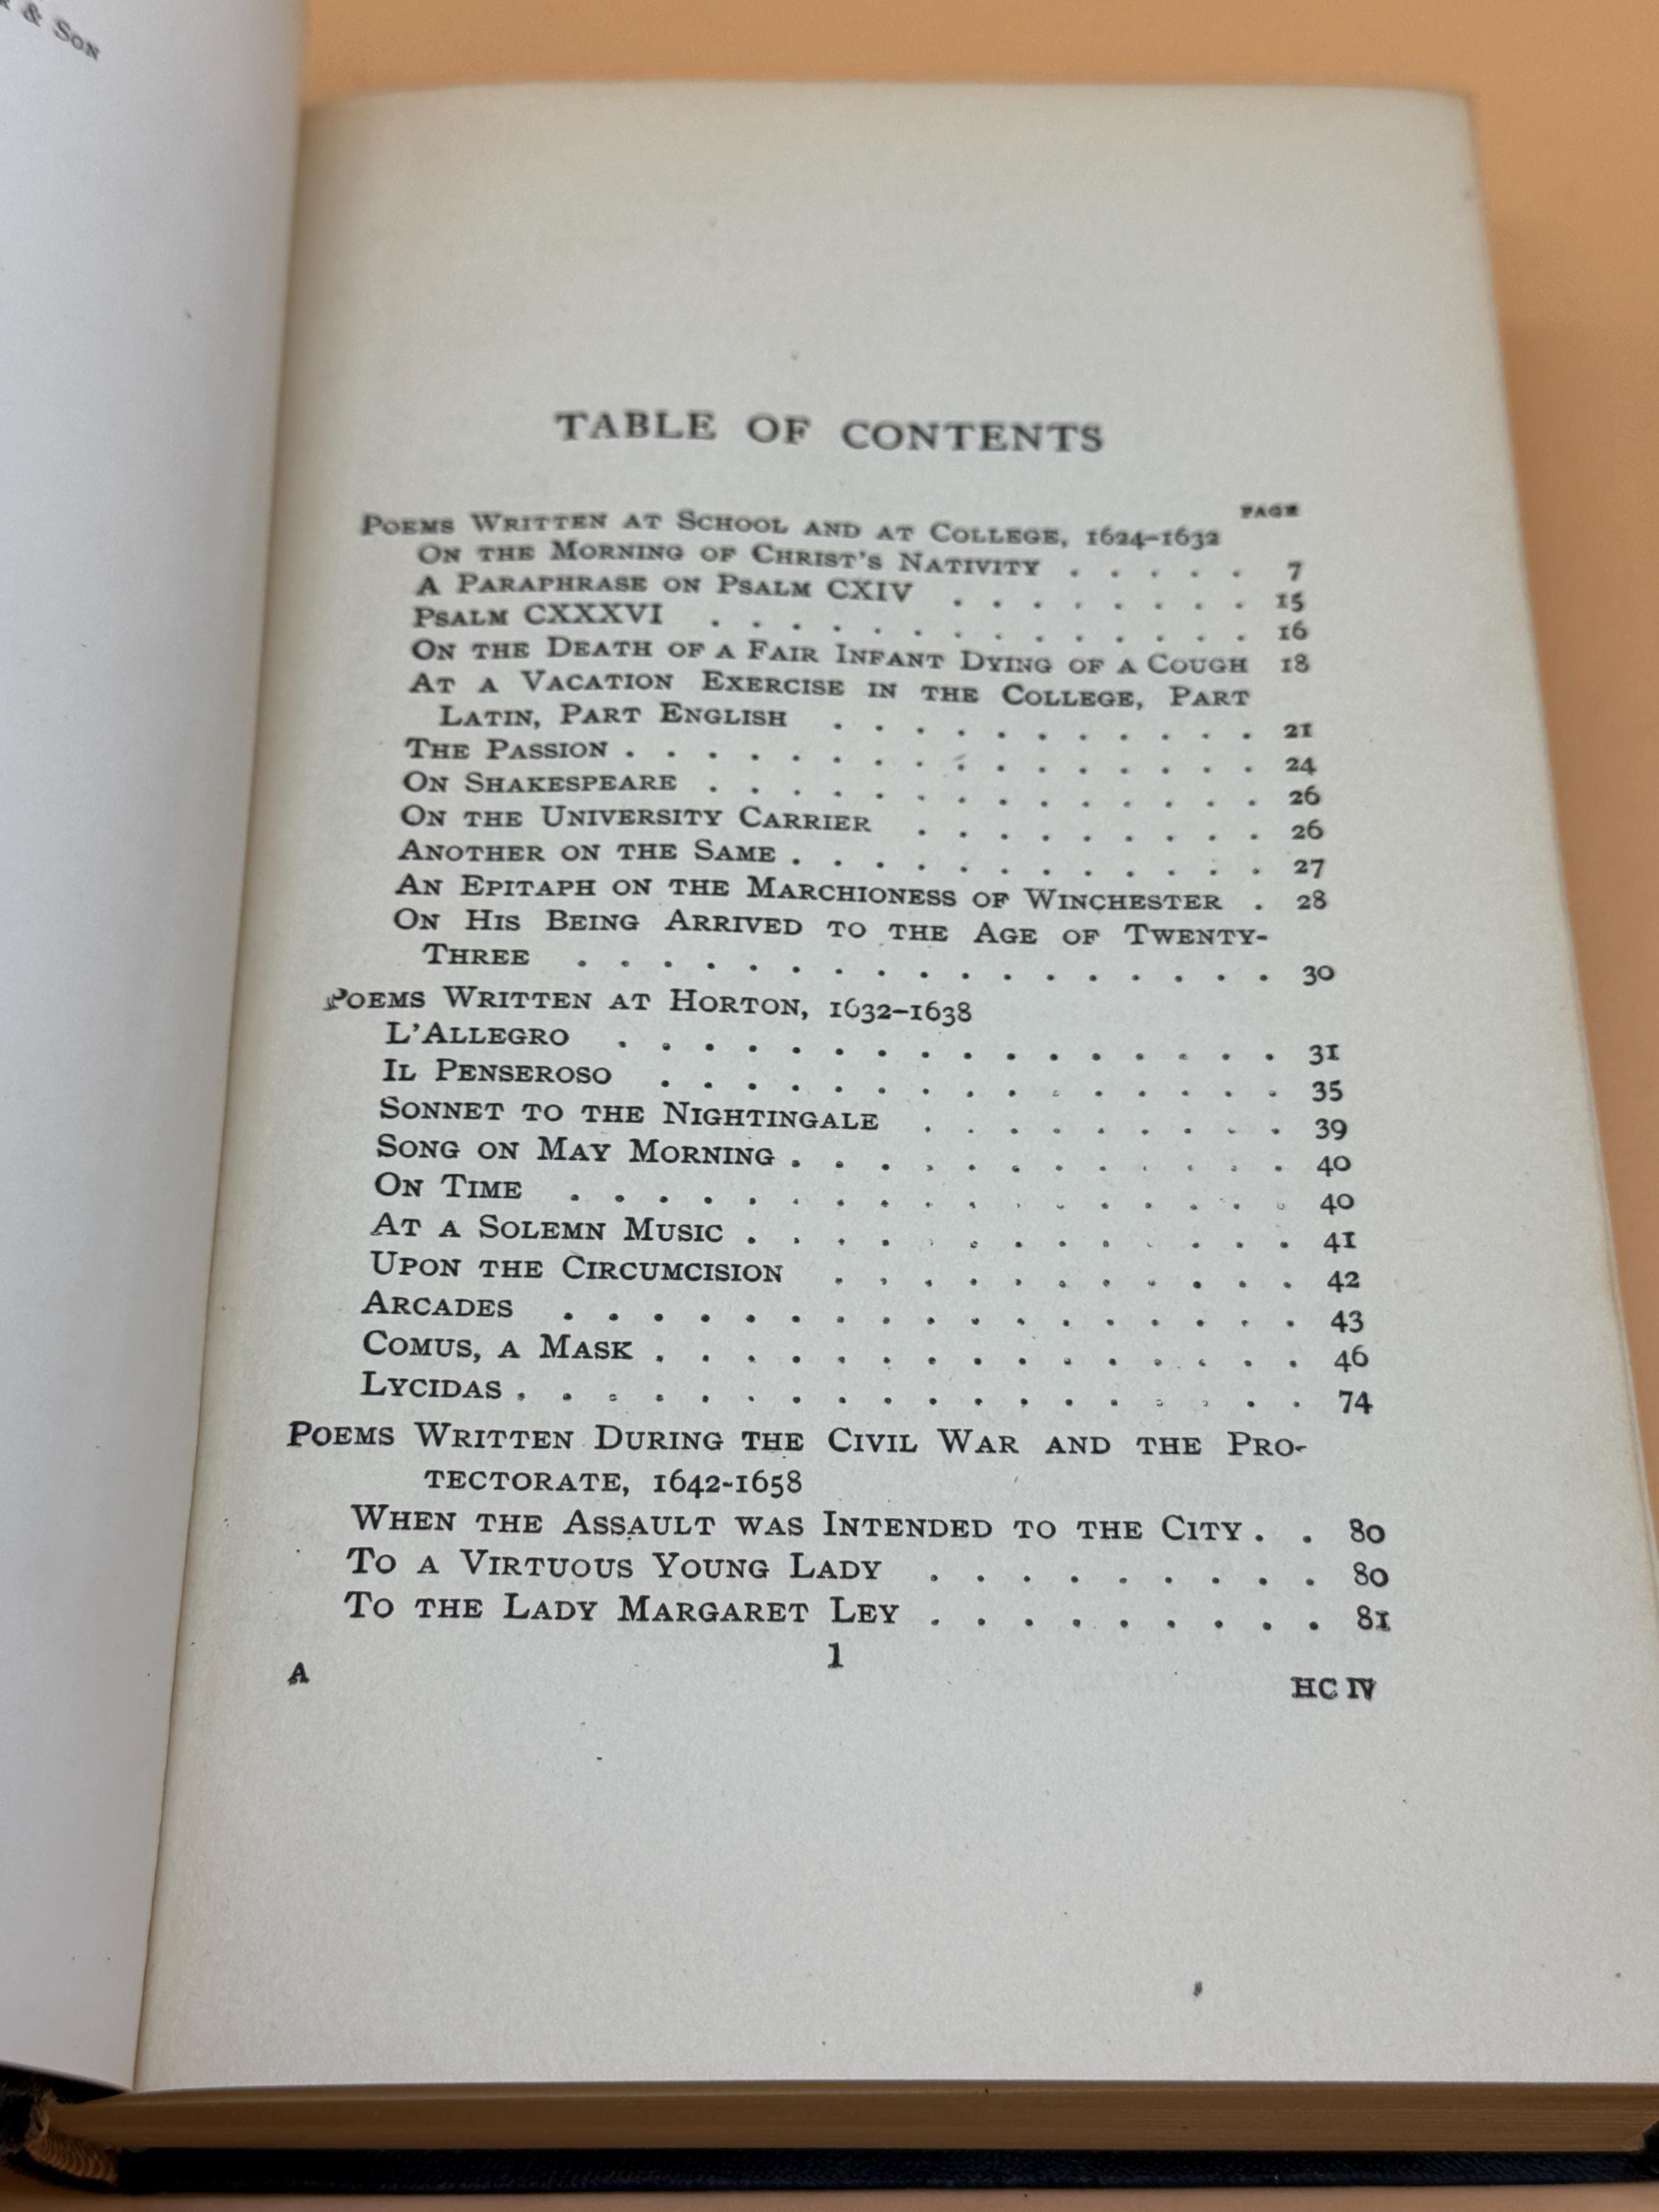 & Son
TABLE OF CONTENTS
PAGE
Poems Written at School and at College, 1624–1632
On the Morning of Christ's Nativity . . . . . 7
A Paraphrase on Psalm CXIV . . . . . . . . 15
Psalm CXXXVI . . . . . . . . . . . . . . 16
On the Death of a Fair Infant Dying of a Cough 18
At a Vacation Exercise in the College, Part
Latin, Part English . . . . . . . . . . . 21
The Passion . . . . . . . . . . . . . . . . 24
On Shakespeare . . . . . . . . . . . . . . 26
On the University Carrier . . . . . . . . . 26
Another on the Same . . . . . . . . . . . . 27
An Epitaph on the Marchioness of Winchester . 28
On His Being Arrived to the Age of Twenty-
Three . . . . . . . . . . . . . . . . . 30
Poems Written at Horton, 1632–1638
L'Allegro . . . . . . . . . . . . . . . . 31
Il Penseroso . . . . . . . . . . . . . . . 35
Sonnet to the Nightingale . . . . . . . . . 39
Song on May Morning . . . . . . . . . . . . 40
On Time . . . . . . . . . . . . . . . . . 40
At a Solemn Music . . . . . . . . . . . . . 41
Upon the Circumcision . . . . . . . . . . . 42
Arcades . . . . . . . . . . . . . . . . . 43
Comus, a Mask . . . . . . . . . . . . . . . 46
Lycidas . . . . . . . . . . . . . . . . . . 74
Poems Written During the Civil War and the Pro-
tectorate, 1642-1658
When the Assault was Intended to the City . . 80
To a Virtuous Young Lady . . . . . . . . . 80
To the Lady Margaret Ley . . . . . . . . . 81
1
A HC IV